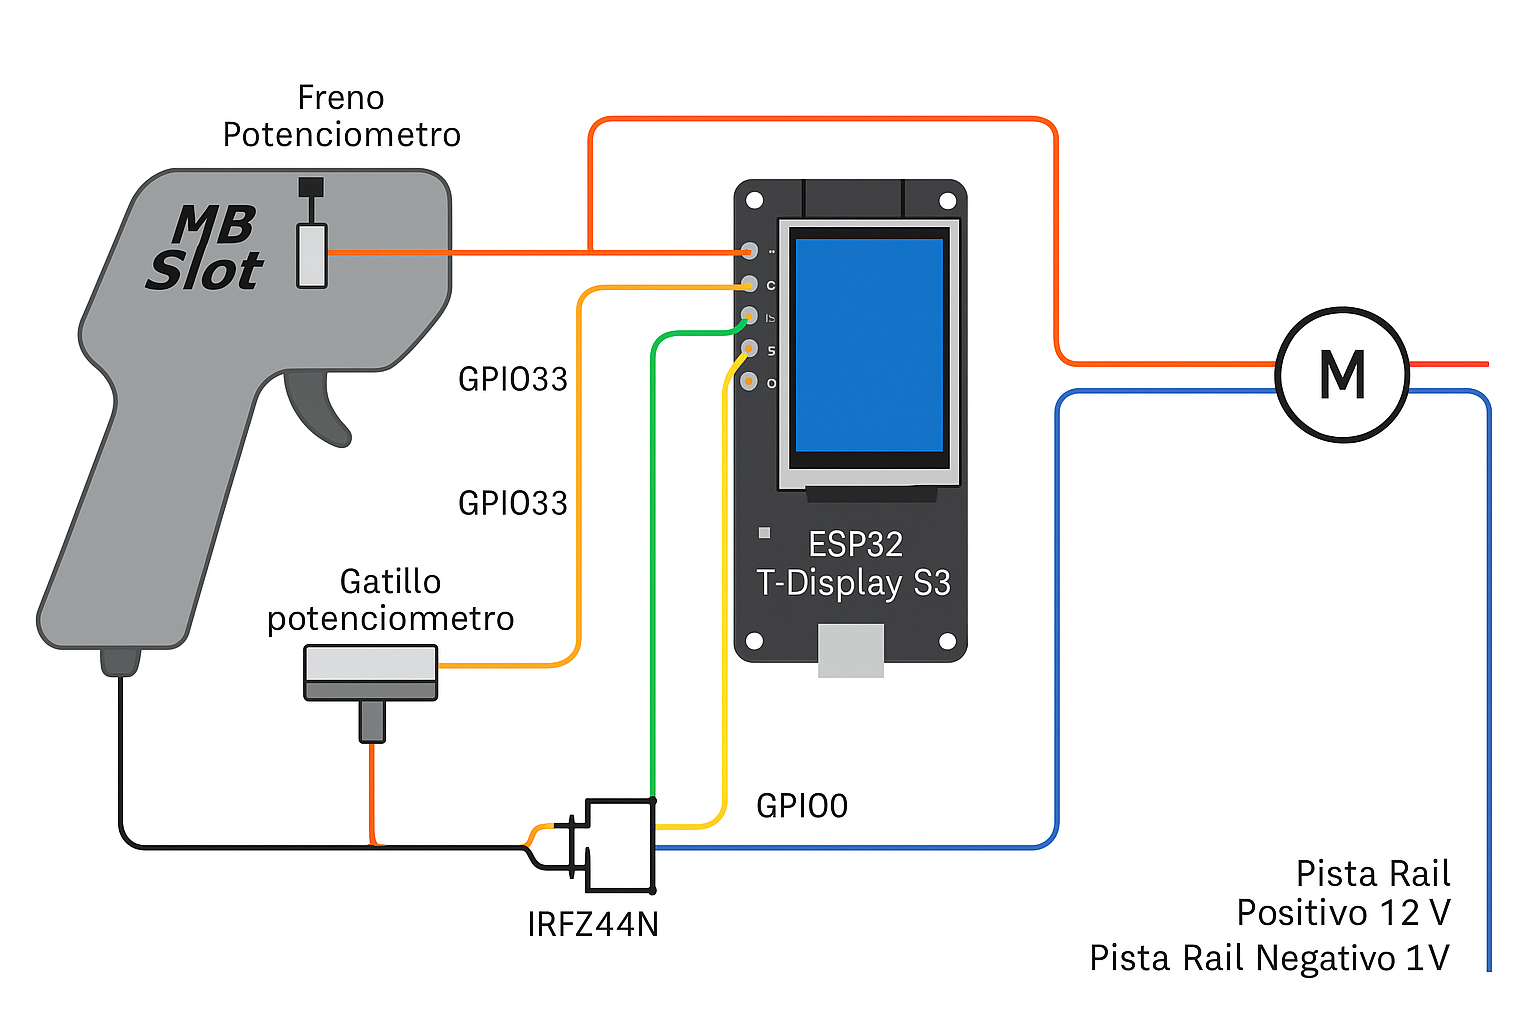 Freno
Potenciometro
MB
Slot
C
S
O
GPIO33
GPIO33
ESP32
T-Display S3
Gatillo
potenciommetro
GPIO0
IRFZ44N
M
Pista Rail
Positivo 12 V
Pista Rail Negativo 1V